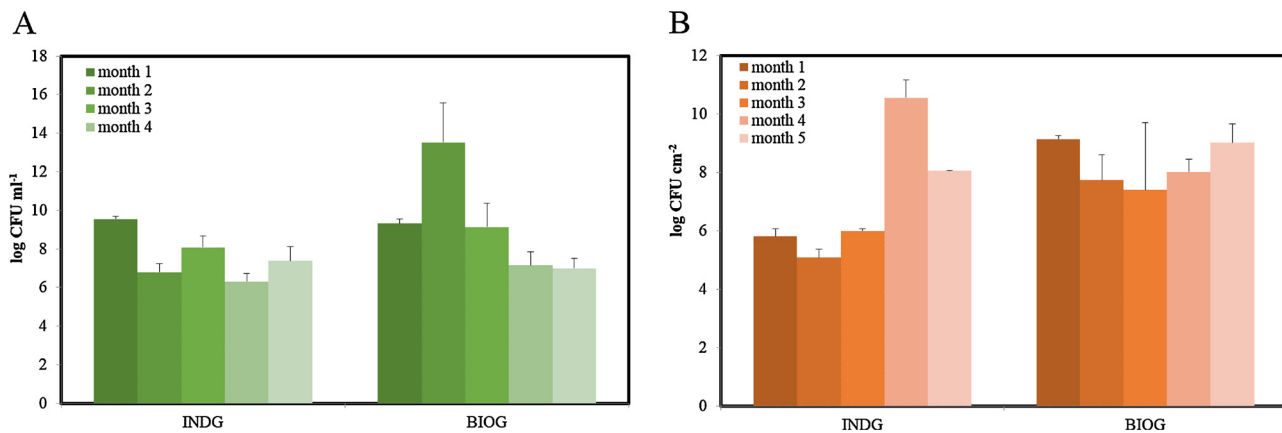 A
18
16
14
12
10
8
6
4
2
0
log CFU ml-1
month 1
month 2
month 3
month 4
INDG
BIOG
B
12
10
8
6
4
2
0
log CFU cm-2
month 1
month 2
month 3
month 4
month 5
INDG
BIOG